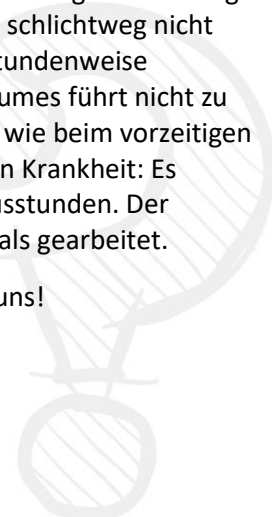 schlichtweg nicht
tundenweise
umes führt nicht zu
wie beim vorzeitigen
n Krankheit: Es
usstunden. Der
als gearbeitet.
uns!